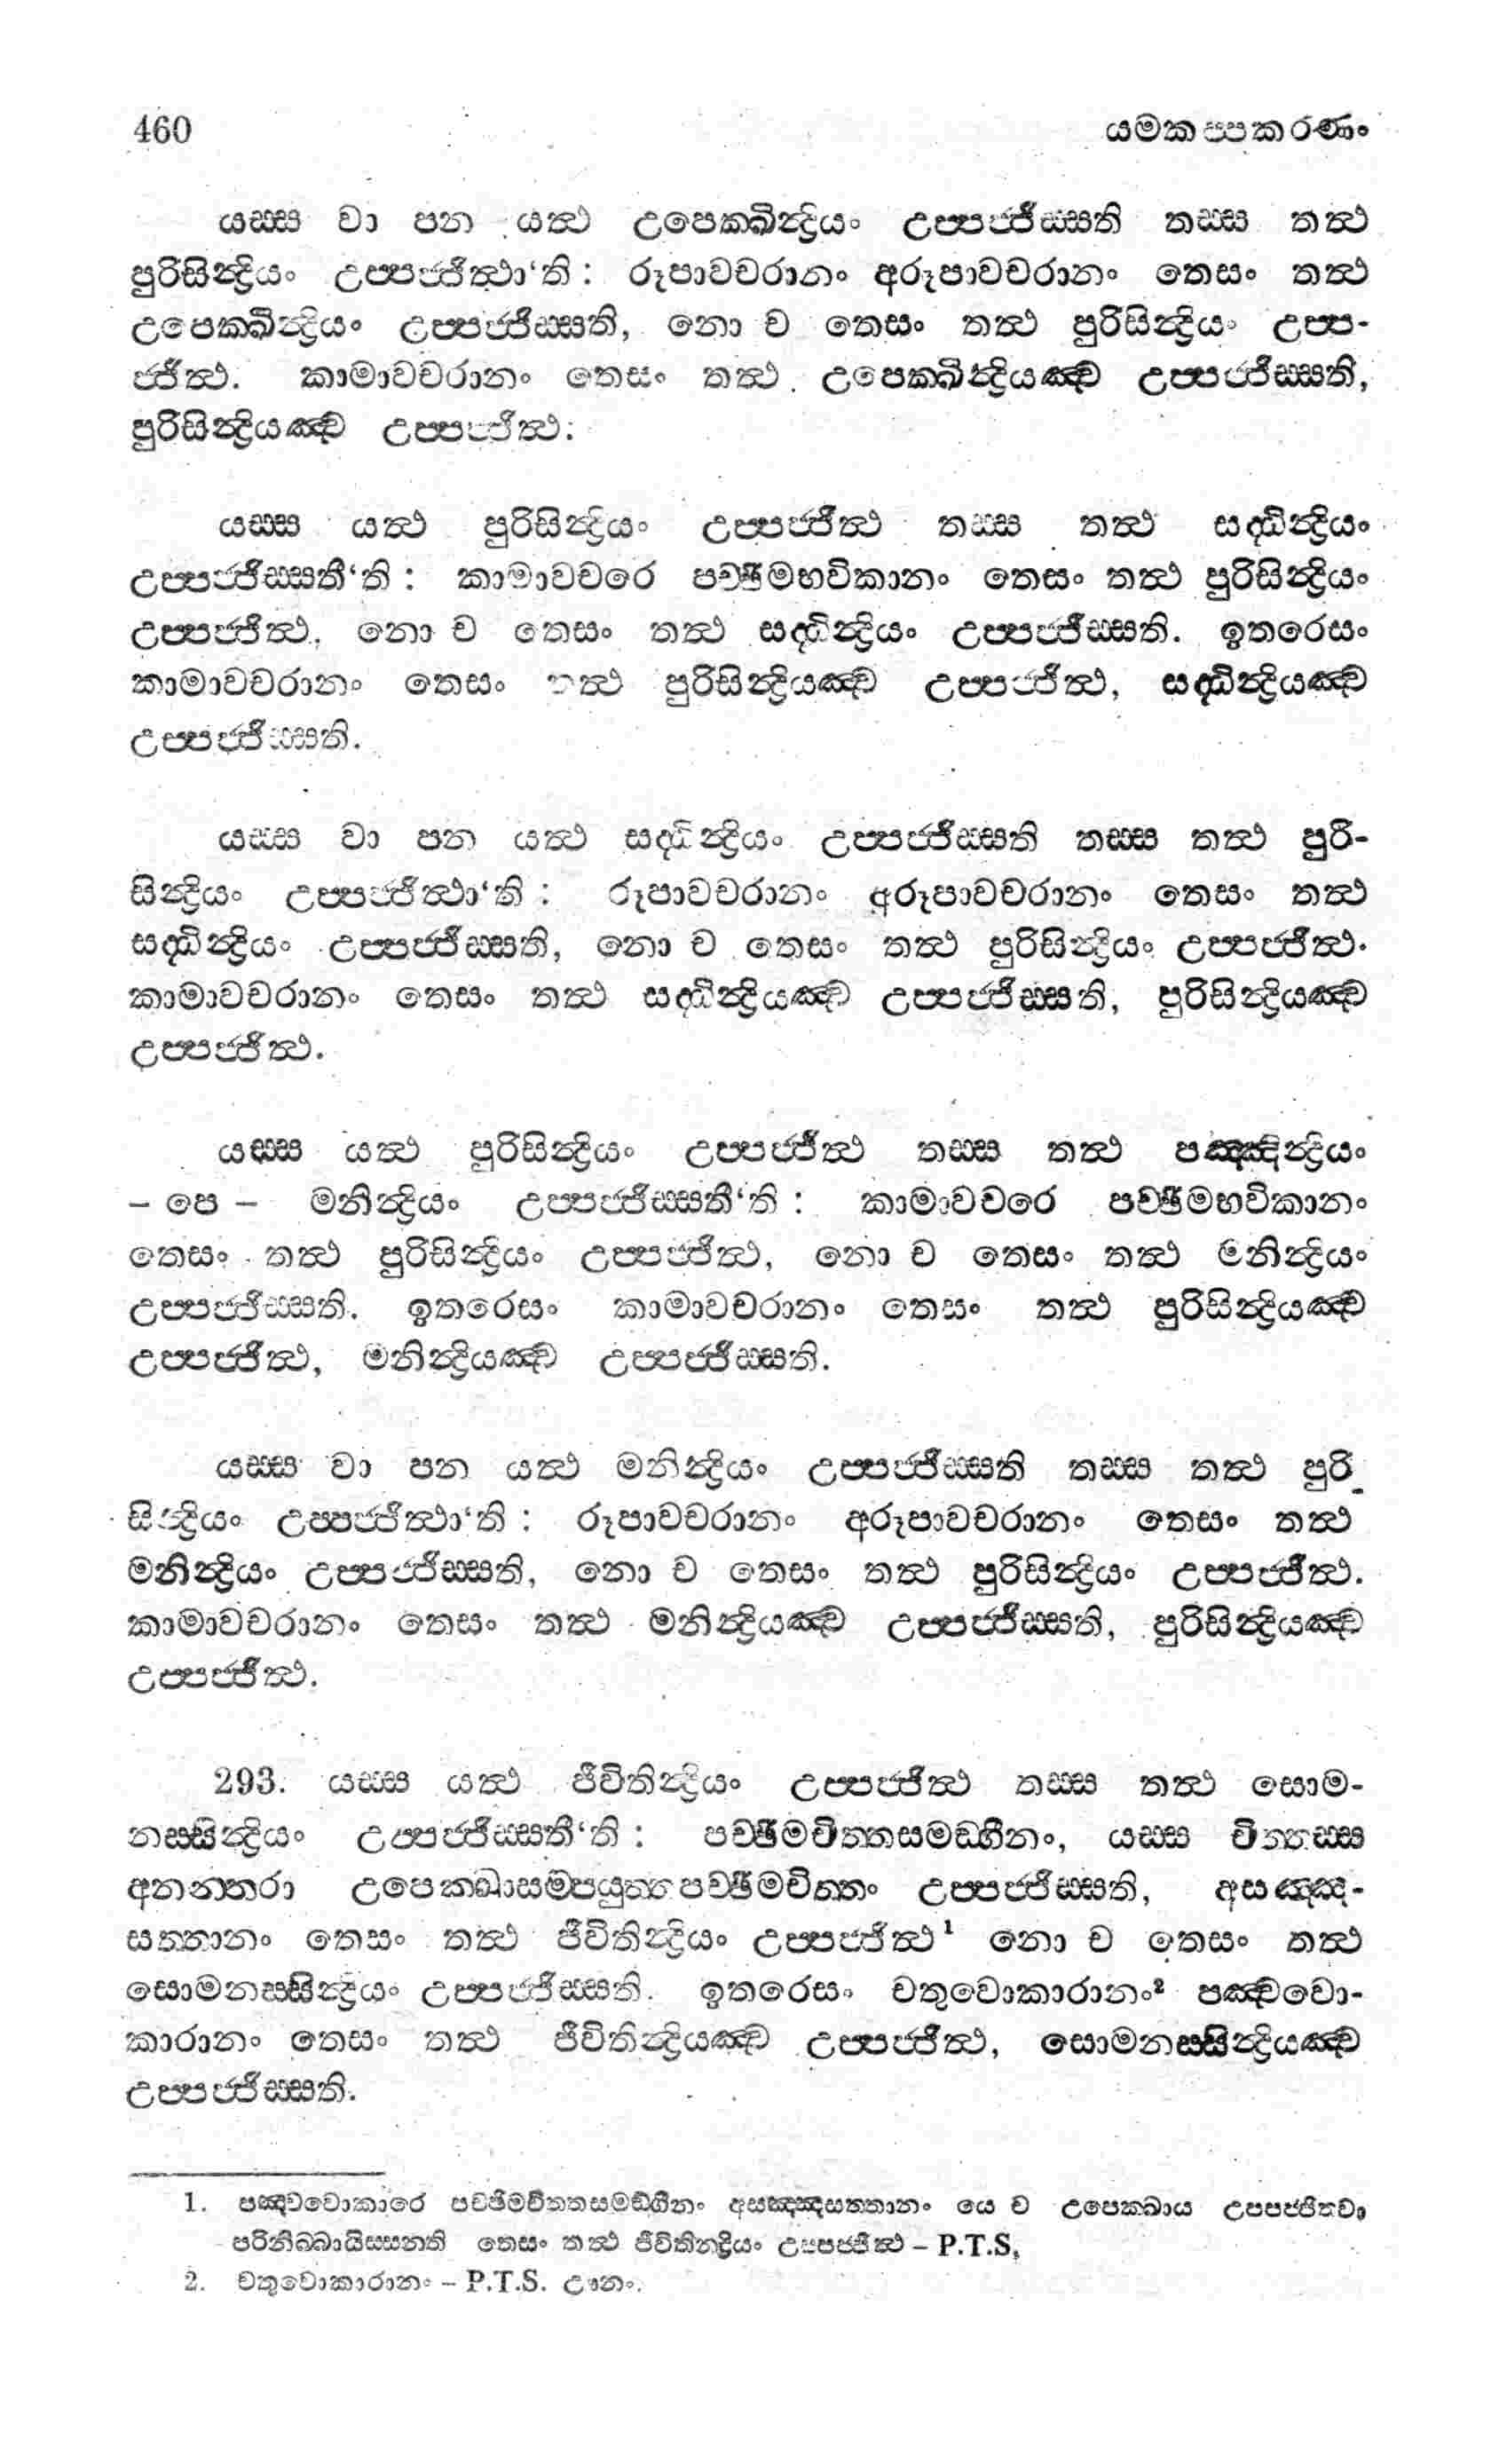 460 යමකප්පකරණං
යස්ස වා පන යත්ථ උපෙක්ඛින්ද්‍රියං උප්පජ්ජිස්සති තස්ස තත්ථ
පුරිසින්ද්‍රියං උප්පජ්ජිත්ථා‘ති : රූපාවචරානං අරූපාවචරානං තෙසං තත්ථ
උපෙක්ඛින්ද්‍රියං උප්පජ්ජිස්සති, නො ච තෙසං තත්ථ පුරිසින්ද්‍රියං උප්ප-
ජ්ජිත්ථ. කාමාවචරානං තෙසං තත්ථ උපෙක්ඛින්ද්‍රියඤ්ච උප්පජ්ජිස්සති,
පුරිසින්ද්‍රියඤ්ච උප්පජ්ජිත්ථ.
යස්ස යත්ථ පුරිසින්ද්‍රියං උප්පජ්ජිත්ථ තස්ස තත්ථ සද්ධින්ද්‍රියං
උප්පජ්ජිස්සතී‘ති : කාමාවචරෙ පච්ඡිමභවිකානං තෙසං තත්ථ පුරිසින්ද්‍රියං
උප්පජ්ජිත්ථ, නො ච තෙසං තත්ථ සද්ධින්ද්‍රියං උප්පජ්ජිස්සති. ඉතරෙසං
කාමාවචරානං තෙසං තත්ථ පුරිසින්ද්‍රියඤ්ච උප්පජ්ජිත්ථ, සද්ධින්ද්‍රියඤ්ච
උප්පජ්ජිස්සති.
යස්ස වා පන යත්ථ සද්ධින්ද්‍රියං උප්පජ්ජිස්සති තස්ස තත්ථ පුරි-
සින්ද්‍රියං උප්පජ්ජිත්ථා‘ති : රූපාවචරානං අරූපාවචරානං තෙසං තත්ථ
සද්ධින්ද්‍රියං උප්පජ්ජිස්සති, නො ච තෙසං තත්ථ පුරිසින්ද්‍රියං උප්පජ්ජිත්ථ.
කාමාවචරානං තෙසං තත්ථ සද්ධින්ද්‍රියඤ්ච උප්පජ්ජිස්සති, පුරිසින්ද්‍රියඤ්ච
උප්පජ්ජිත්ථ.
යස්ස යත්ථ පුරිසින්ද්‍රියං උප්පජ්ජිත්ථ තස්ස තත්ථ පඤ්ඤින්ද්‍රියං
– පෙ – මනින්ද්‍රියං උප්පජ්ජිස්සතී‘ති : කාමාවචරෙ පච්ඡිමභවිකානං
තෙසං තත්ථ පුරිසින්ද්‍රියං උප්පජ්ජිත්ථ, නො ච තෙසං තත්ථ මනින්ද්‍රියං
උප්පජ්ජිස්සති. ඉතරෙසං කාමාවචරානං තෙසං තත්ථ පුරිසින්ද්‍රියඤ්ච
උප්පජ්ජිත්ථ, මනින්ද්‍රියඤ්ච උප්පජ්ජිස්සති.
යස්ස වා පන යත්ථ මනින්ද්‍රියං උප්පජ්ජිස්සති තස්ස තත්ථ පුරි-
සින්ද්‍රියං උප්පජ්ජිත්ථා‘ති : රූපාවචරානං අරූපාවචරානං තෙසං තත්ථ
මනින්ද්‍රියං උප්පජ්ජිස්සති, නො ච තෙසං තත්ථ පුරිසින්ද්‍රියං උප්පජ්ජිත්ථ.
කාමාවචරානං තෙසං තත්ථ මනින්ද්‍රියඤ්ච උප්පජ්ජිස්සති, පුරිසින්ද්‍රියඤ්ච
උප්පජ්ජිත්ථ.
293. යස්ස යත්ථ ජීවිතින්ද්‍රියං උප්පජ්ජිත්ථ තස්ස තත්ථ සොම-
නස්සින්ද්‍රියං උප්පජ්ජිස්සතී‘ති : පච්ඡිමචිත්තසමඞ්ගීනං, යස්ස චිත්තස්ස
අනන්තරා උපෙක්ඛාසම්පයුත්තපච්ඡිමචිත්තං උප්පජ්ජිස්සති, අසඤ්ඤ-
සත්තානං තෙසං තත්ථ ජීවිතින්ද්‍රියං උප්පජ්ජිත්ථ¹ නො ච තෙසං තත්ථ
සොමනස්සින්ද්‍රියං උප්පජ්ජිස්සති. ඉතරෙසං චතුවොකාරානං² පඤ්චවො-
කාරානං තෙසං තත්ථ ජීවිතින්ද්‍රියඤ්ච උප්පජ්ජිත්ථ, සොමනස්සින්ද්‍රියඤ්ච
උප්පජ්ජිස්සති.
1. පඤ්චවොකාරෙ පච්ඡිමචිත්තසමඞ්ගීනං අසඤ්ඤසත්තානං යෙ ච උපෙක්ඛාය උපපජ්ජිත්වා
පරිනිබ්බායිස්සන්ති තෙසං තත්ථ ජීවිතින්ද්‍රියං උප්පජ්ජිත්ථ – P.T.S.
2. චතුවොකාරානං – P.T.S. ඌනං.